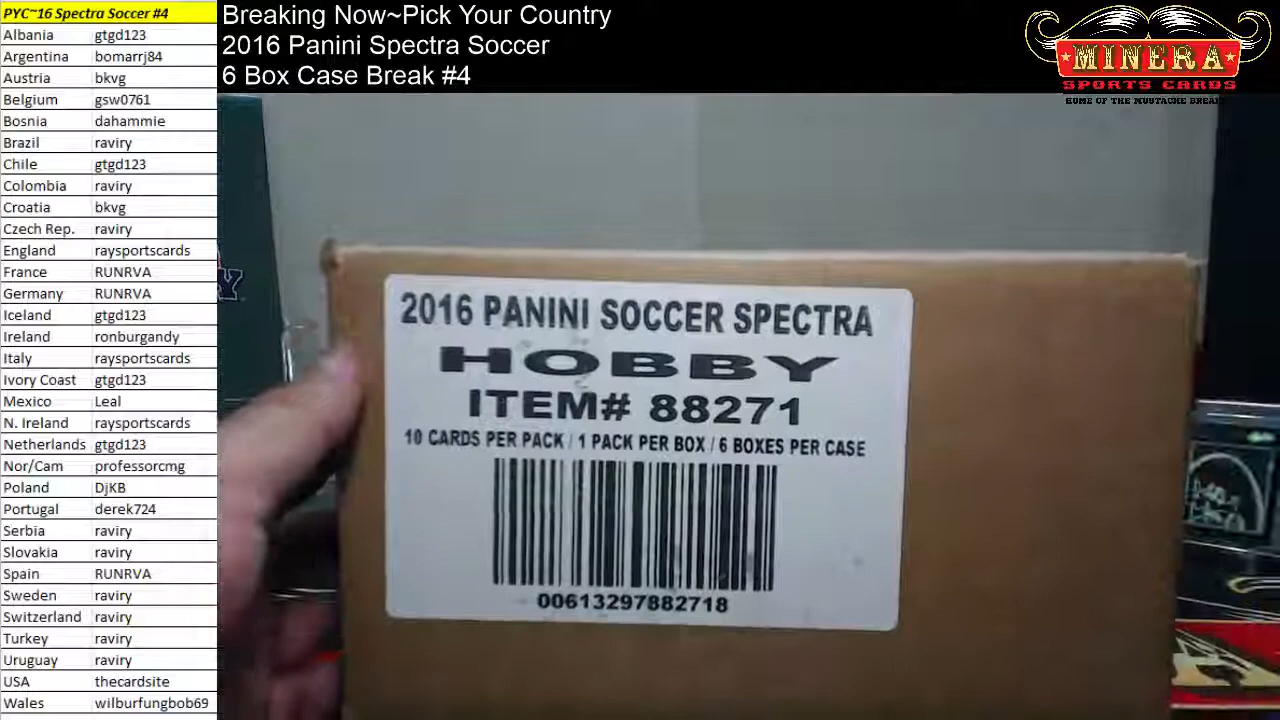 PYC~16 Spectra Soccer #4
Albania gtgd123
Argentina bomarrj84
Austria bkvg
Belgium gsw0761
Bosnia dahammie
Brazil raviry
Chile gtgd123
Colombia raviry
Croatia bkvg
Czech Rep. raviry
England raysportscards
France RUNRVA
Germany RUNRVA
Iceland gtgd123
Ireland ronburgandy
Italy raysportscards
Ivory Coast gtgd123
Mexico Leal
N. Ireland raysportscards
Netherlands gtgd123
Nor/Cam professorcmg
Poland DjKB
Portugal derek724
Serbia raviry
Slovakia raviry
Spain RUNRVA
Sweden raviry
Switzerland raviry
Turkey raviry
Uruguay raviry
USA thecardsite
Wales wilburfungbob69
Breaking Now~Pick Your Country
2016 Panini Spectra Soccer
6 Box Case Break #4
MINERA
SPORTS CARDS
HOME OF THE MUSTACHE BREAK
2016 PANINI SOCCER SPECTRA
HOBBY
ITEM# 88271
10 CARDS PER PACK / 1 PACK PER BOX / 6 BOXES PER CASE
00613297882718